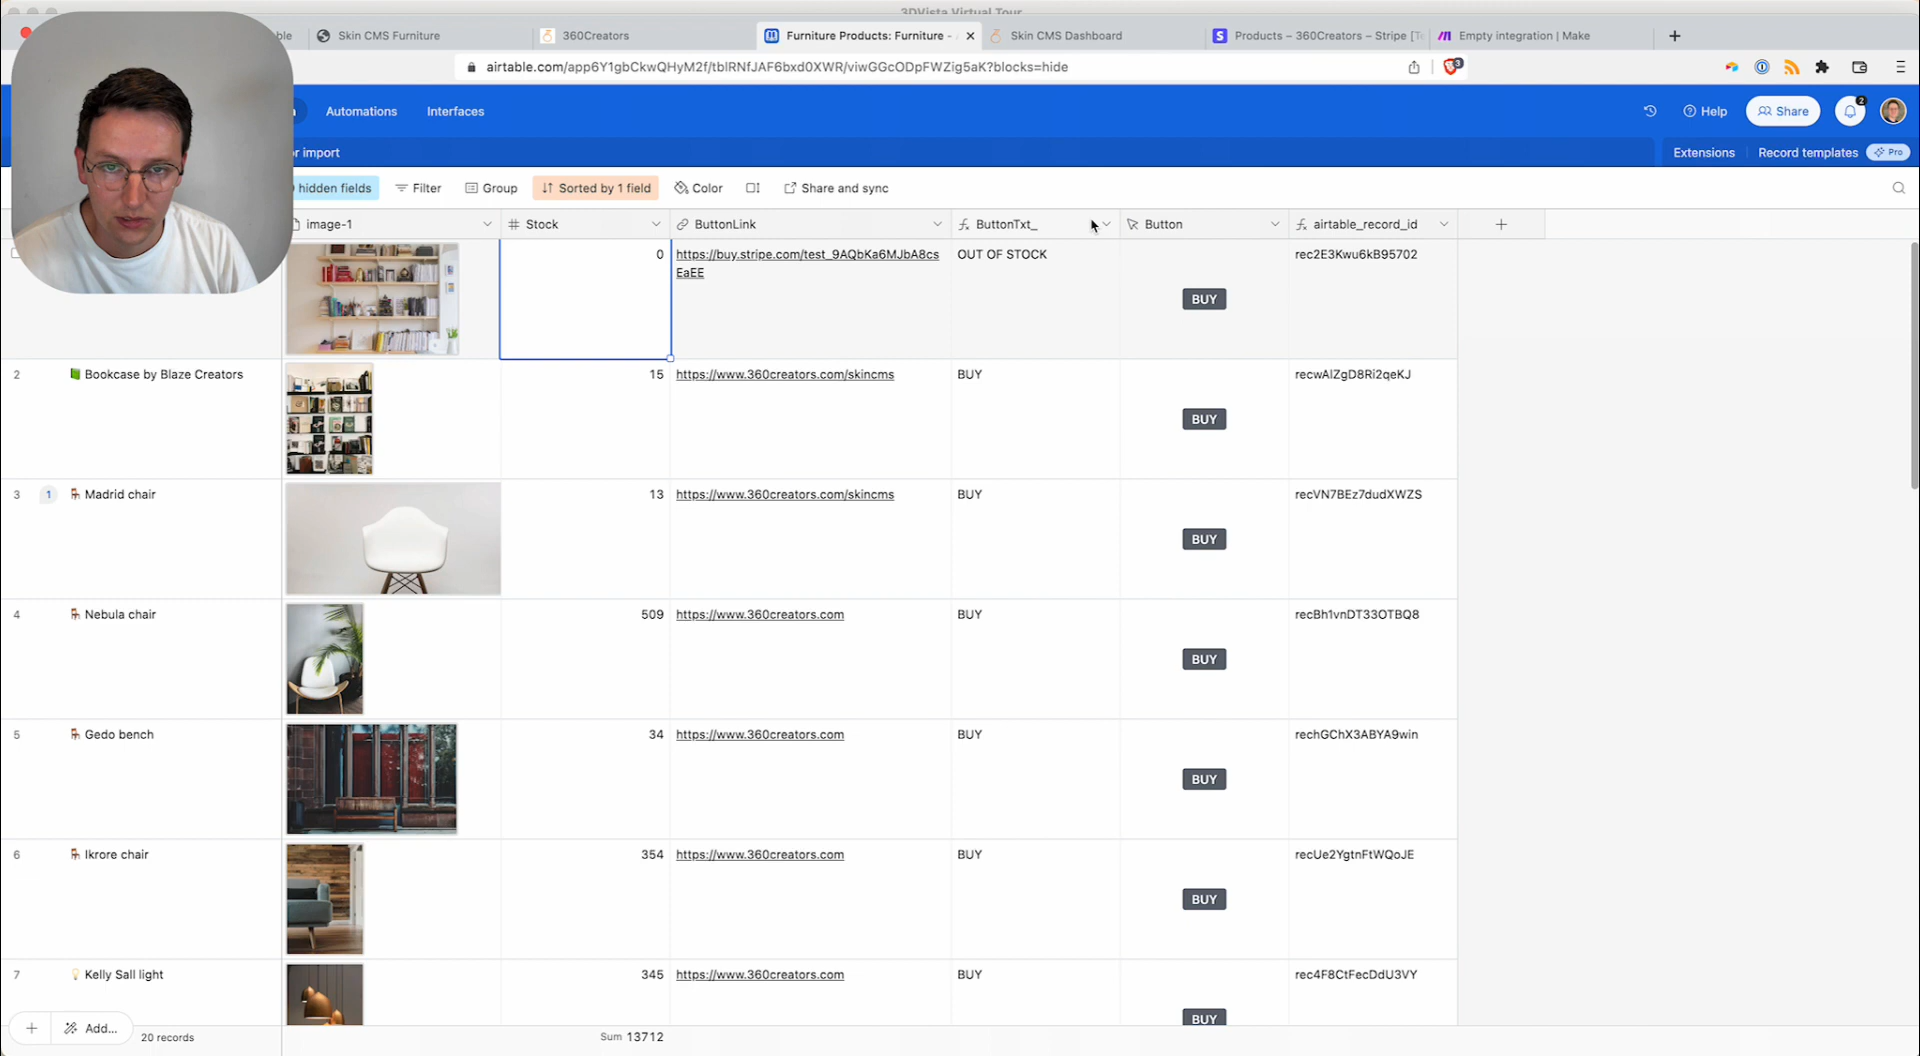 3DVista Virtual Tour
ble
Skin CMS Furniture
360Creators
Furniture Products: Furniture -
Skin CMS Dashboard
Products – 360Creators – Stripe [T
Empty integration | Make
airtable.com/app6Y1gbCkwQHyM2f/tblRNfJAF6bxd0XWR/viwGGcODpFWZig5aK?blocks=hide
3
Automations
Interfaces
Help
Share
2
or import
Extensions
Record templates
Pro
hidden fields
Filter
Group
Sorted by 1 field
Color
Share and sync
image-1
Stock
ButtonLink
ButtonTxt_
Button
airtable_record_id
0
https://buy.stripe.com/test_9AQbKa6MJbA8cs
EaEE
OUT OF STOCK
BUY
rec2E3Kwu6kB95702
2
Bookcase by Blaze Creators
15
https://www.360creators.com/skincms
BUY
BUY
recwAlZgD8Ri2qeKJ
3
1
Madrid chair
13
https://www.360creators.com/skincms
BUY
BUY
recVN7BEz7dudXWZS
4
Nebula chair
509
https://www.360creators.com
BUY
BUY
recBh1vnDT33OTBQ8
5
Gedo bench
34
https://www.360creators.com
BUY
BUY
rechGChX3ABYA9win
6
Ikrore chair
354
https://www.360creators.com
BUY
BUY
recUe2YgtnFtWQoJE
7
Kelly Sall light
345
https://www.360creators.com
BUY
BUY
rec4F8CtFecDdU3VY
Add...
20 records
Sum 13712